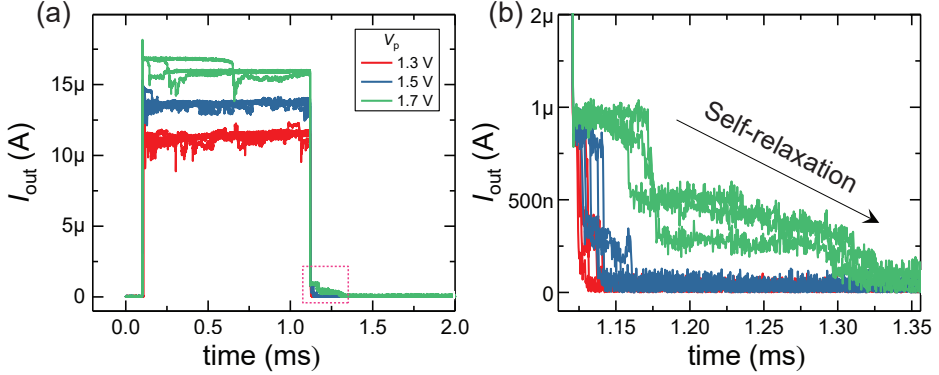 (a)
I_out (A)
15µ
10µ
5µ
0
V_p
1.3 V
1.5 V
1.7 V
0.0 0.5 1.0 1.5 2.0
time (ms)
(b)
I_out (A)
2µ
1µ
500n
0
Self-relaxation
1.15 1.20 1.25 1.30 1.35
time (ms)